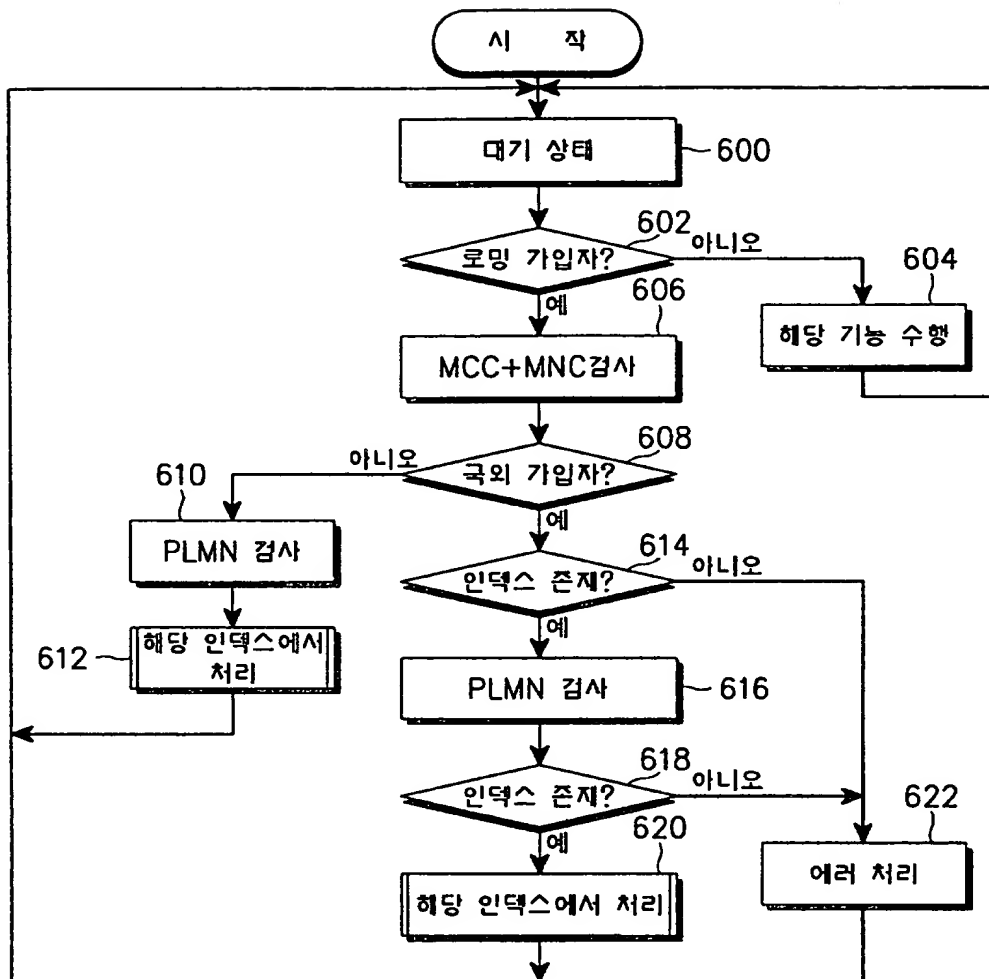 시 작
대기 상태
600
602
로밍 가입자?
아니오
예
604
해당 기능 수행
606
MCC+MNC검사
608
국외 가입자?
아니오
예
610
PLMN 검사
612
해당 인덱스에서
처리
614
인덱스 존재?
아니오
예
PLMN 검사
616
618
인덱스 존재?
아니오
예
620
해당 인덱스에서 처리
622
에러 처리